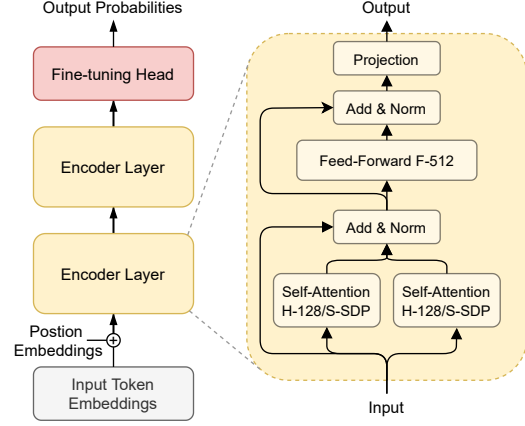 Output Probabilities
Fine-tuning Head
Encoder Layer
Encoder Layer
Postion
Embeddings
Input Token
Embeddings
Output
Projection
Add & Norm
Feed-Forward F-512
Add & Norm
Self-Attention
H-128/S-SDP
Self-Attention
H-128/S-SDP
Input